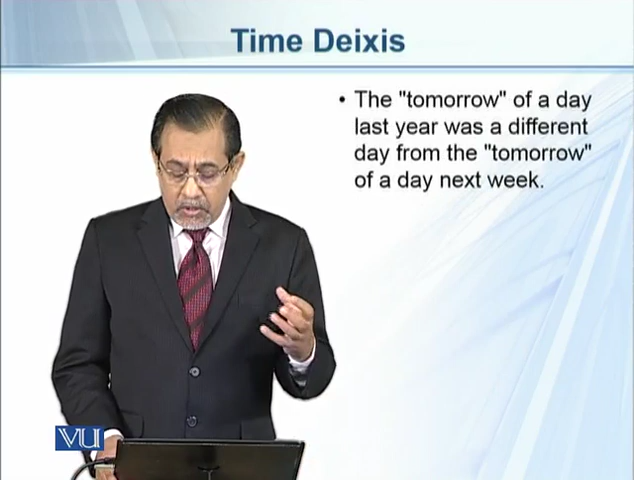 Time Deixis
• The "tomorrow" of a day
last year was a different
day from the "tomorrow"
of a day next week.
VU